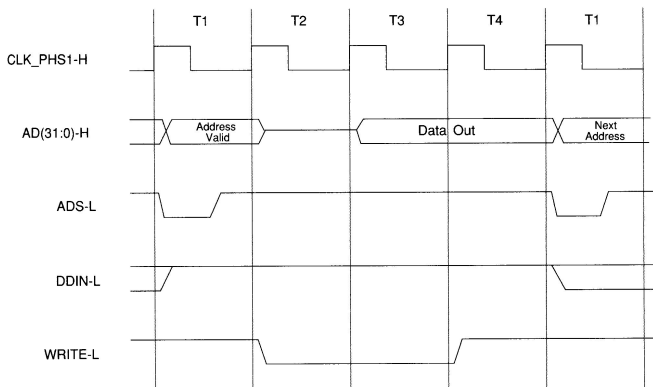 T1 T2 T3 T4 T1
CLK_PHS1-H
AD(31:0)-H
Address
Valid
Data Out
Next
Address
ADS-L
DDIN-L
WRITE-L